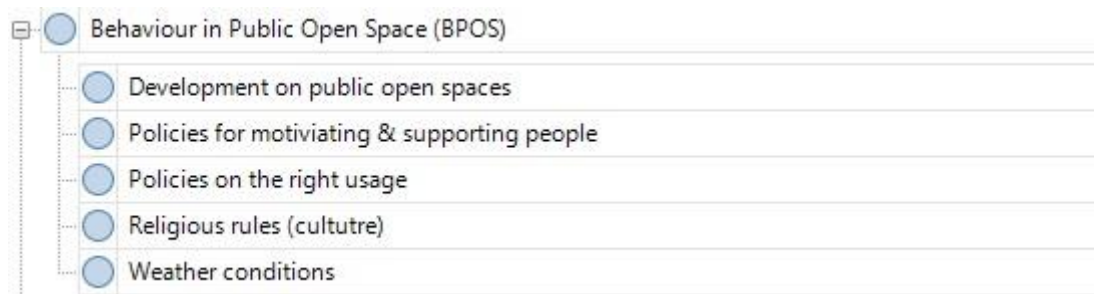 Behaviour in Public Open Space (BPOS)
Development on public open spaces
Policies for motiviating & supporting people
Policies on the right usage
Religious rules (cultutre)
Weather conditions